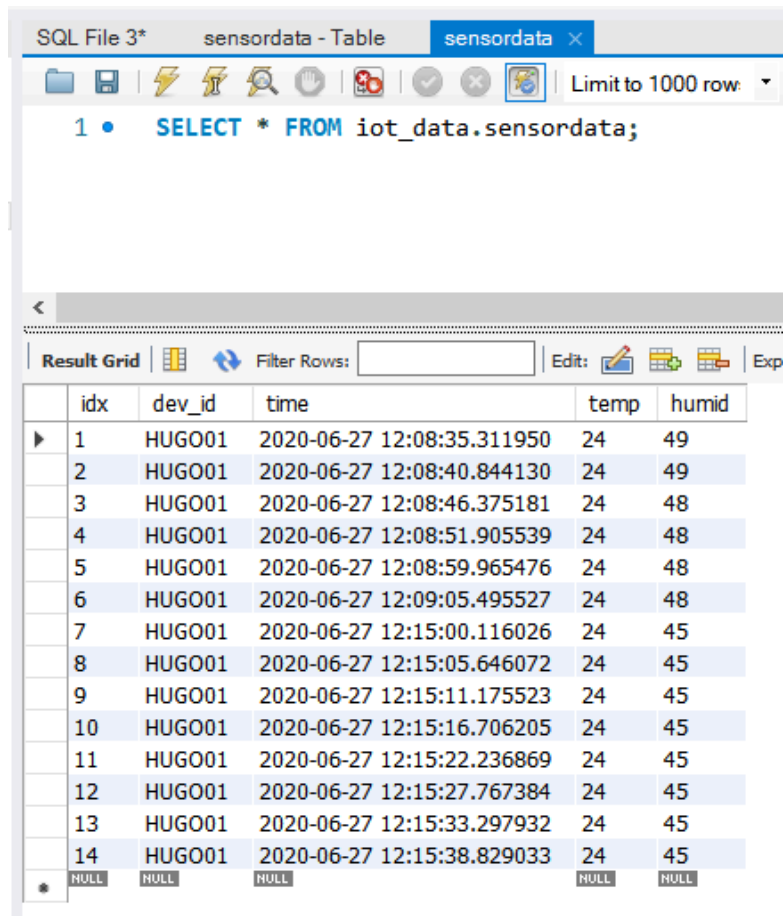 SQL File 3* sensordata - Table sensordata ×
Limit to 1000 row
1 SELECT * FROM iot_data.sensordata;
Result Grid Filter Rows: Edit: Exp
idx dev_id time temp humid
1 HUGO01 2020-06-27 12:08:35.311950 24 49
2 HUGO01 2020-06-27 12:08:40.844130 24 49
3 HUGO01 2020-06-27 12:08:46.375181 24 48
4 HUGO01 2020-06-27 12:08:51.905539 24 48
5 HUGO01 2020-06-27 12:08:59.965476 24 48
6 HUGO01 2020-06-27 12:09:05.495527 24 48
7 HUGO01 2020-06-27 12:15:00.116026 24 45
8 HUGO01 2020-06-27 12:15:05.646072 24 45
9 HUGO01 2020-06-27 12:15:11.175523 24 45
10 HUGO01 2020-06-27 12:15:16.706205 24 45
11 HUGO01 2020-06-27 12:15:22.236869 24 45
12 HUGO01 2020-06-27 12:15:27.767384 24 45
13 HUGO01 2020-06-27 12:15:33.297932 24 45
14 HUGO01 2020-06-27 12:15:38.829033 24 45
NULL NULL NULL NULL NULL